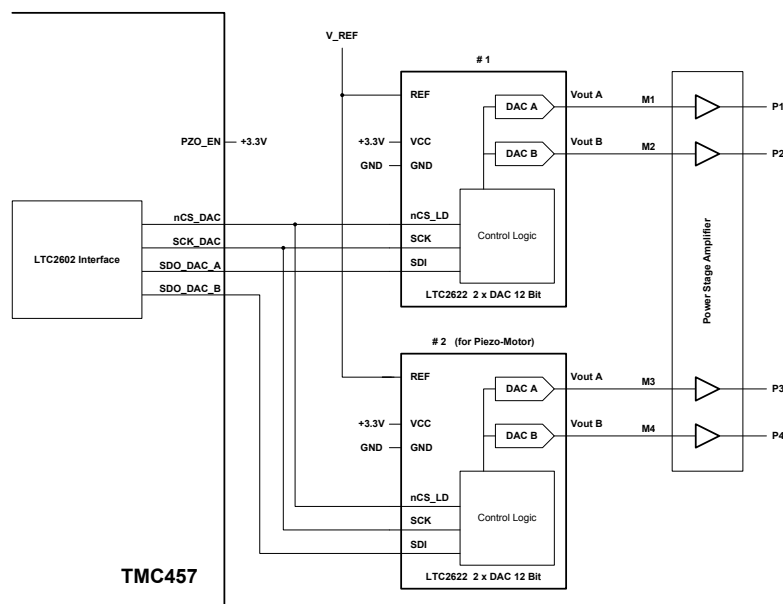 V_REF
# 1
REF
DAC A
Vout A
M1
P1
PZO_EN
+3.3V
+3.3V
VCC
DAC B
Vout B
M2
P2
GND
GND
nCS_DAC
nCS_LD
LTC2602 Interface
SCK_DAC
SCK
Control Logic
SDO_DAC_A
SDI
SDO_DAC_B
LTC2622 2 x DAC 12 Bit
Power Stage Amplifier
# 2 (for Piezo-Motor)
REF
DAC A
Vout A
M3
P3
+3.3V
VCC
DAC B
Vout B
M4
P4
GND
GND
nCS_LD
SCK
Control Logic
SDI
TMC457
LTC2622 2 x DAC 12 Bit